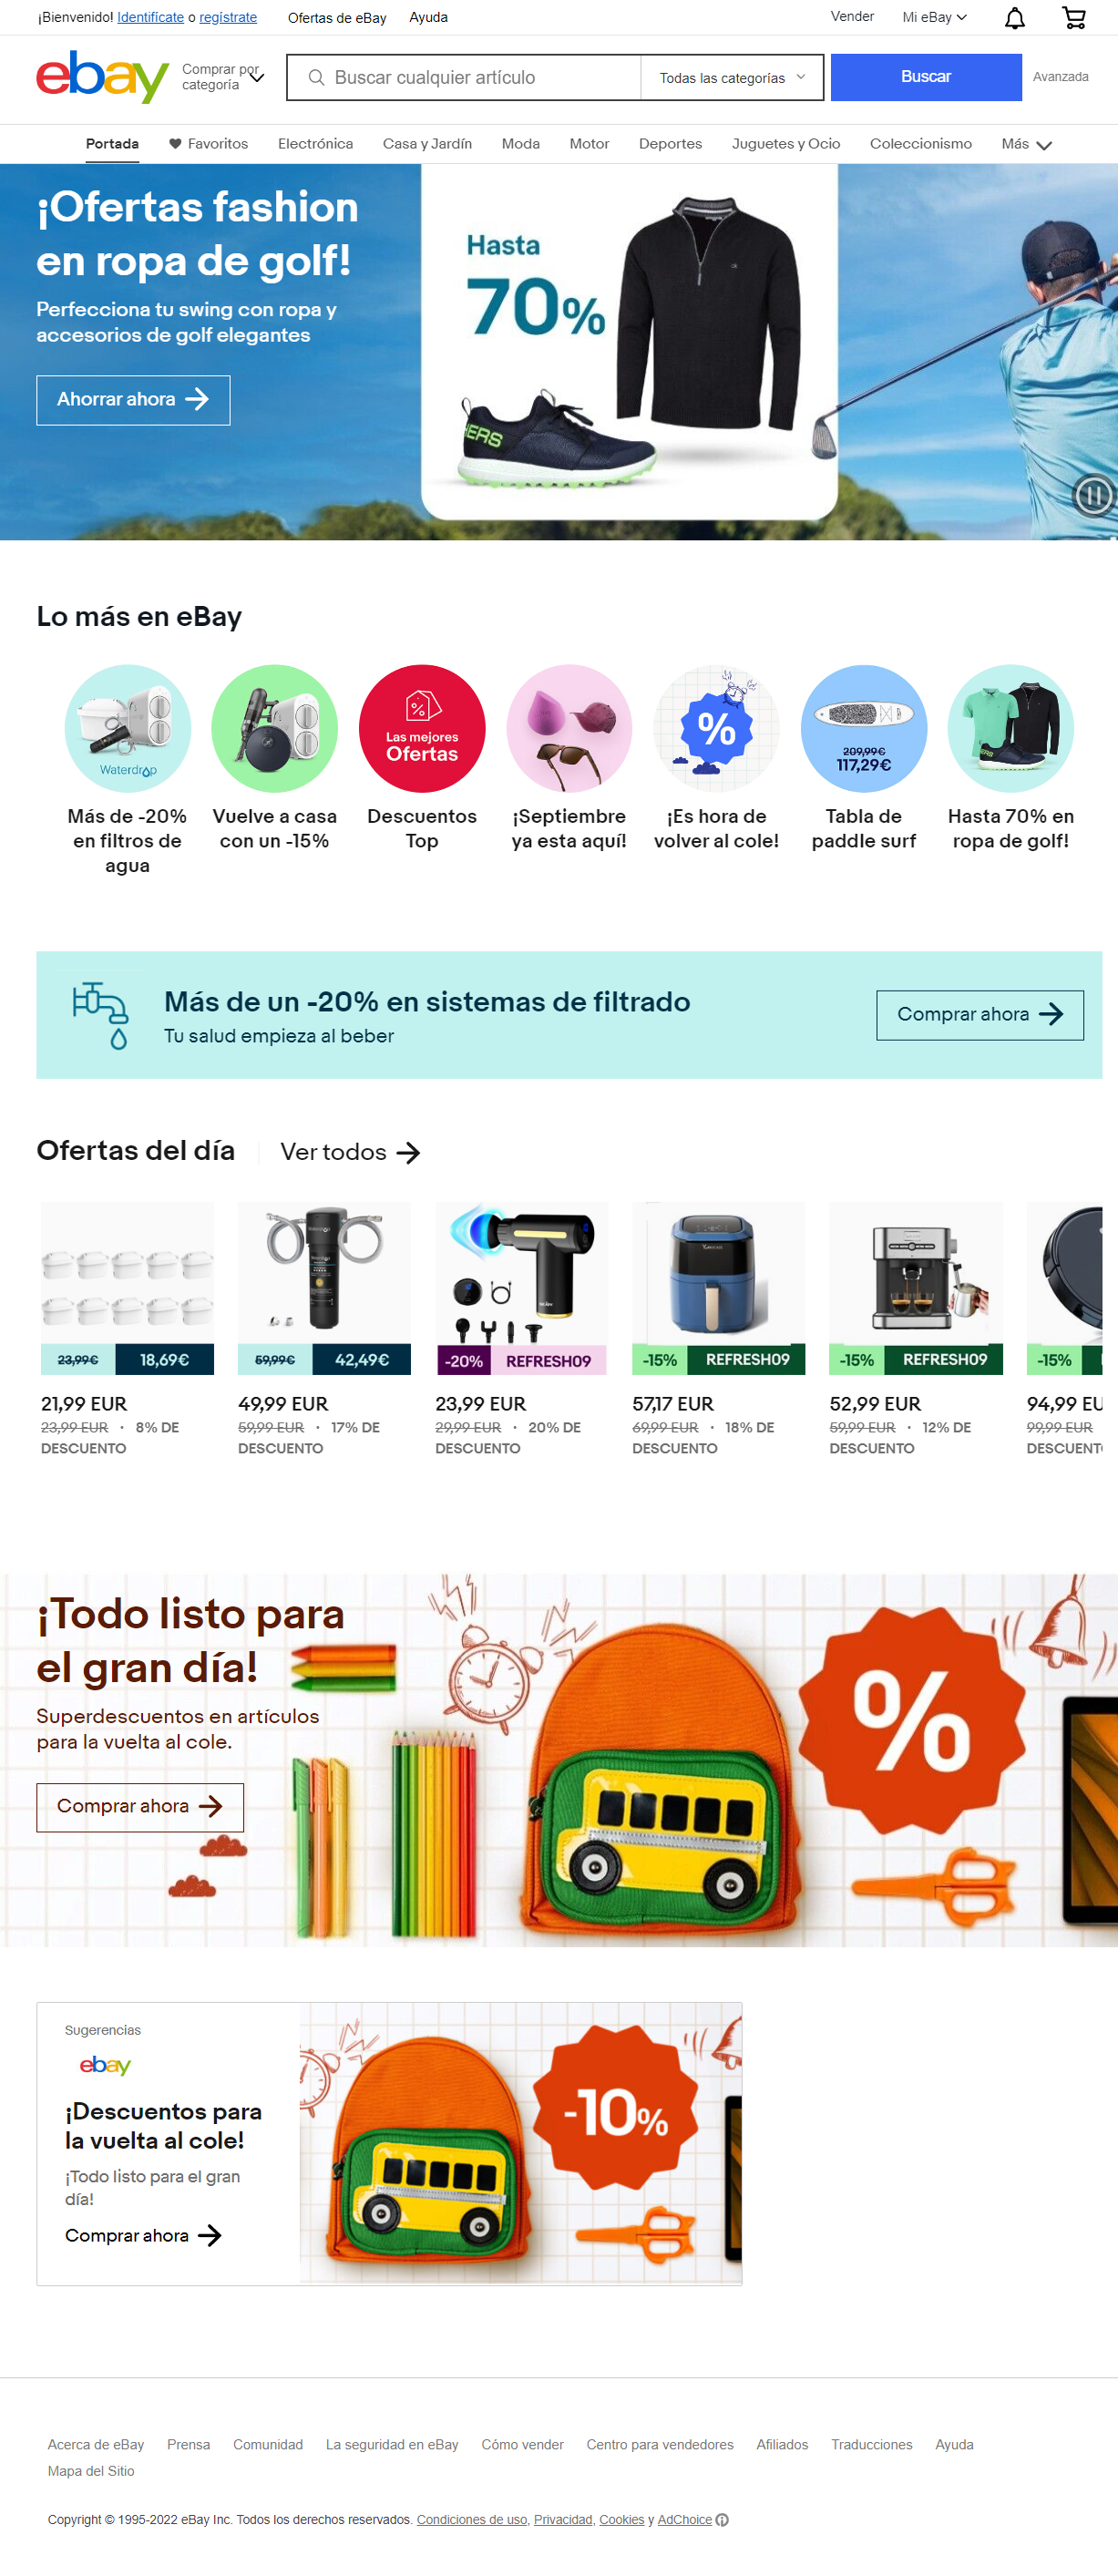 ¡Bienvenido! Identifícate o regístrate Ofertas de eBay Ayuda Vender Mi eBay
ebay Comprar por categoría Buscar cualquier artículo Todas las categorías Buscar Avanzada
Portada Favoritos Electrónica Casa y Jardín Moda Motor Deportes Juguetes y Ocio Coleccionismo Más
¡Ofertas fashion
en ropa de golf!
Perfecciona tu swing con ropa y
accesorios de golf elegantes
Ahorrar ahora
Hasta
70%
HERS
Lo más en eBay
Waterdrop
Las mejores
Ofertas
%
209,99€
117,29€
HERS
Más de -20%
en filtros de
agua
Vuelve a casa
con un -15%
Descuentos
Top
¡Septiembre
ya esta aquí!
¡Es hora de
volver al cole!
Tabla de
paddle surf
Hasta 70% en
ropa de golf!
Más de un -20% en sistemas de filtrado
Tu salud empieza al beber
Comprar ahora
Ofertas del día Ver todos
23,99€ 18,69€
59,99€ 42,49€
-20% REFRESH09
-15% REFRESH09
-15% REFRESH09
-15%
21,99 EUR
23,99 EUR · 8% DE
DESCUENTO
49,99 EUR
59,99 EUR · 17% DE
DESCUENTO
23,99 EUR
29,99 EUR · 20% DE
DESCUENTO
57,17 EUR
69,99 EUR · 18% DE
DESCUENTO
52,99 EUR
59,99 EUR · 12% DE
DESCUENTO
94,99 EU
99,99 EUR
DESCUENT
¡Todo listo para
el gran día!
Superdescuentos en artículos
para la vuelta al cole.
Comprar ahora
%
Sugerencias
ebay
¡Descuentos para
la vuelta al cole!
¡Todo listo para el gran
día!
Comprar ahora
-10%
Acerca de eBay Prensa Comunidad La seguridad en eBay Cómo vender Centro para vendedores Afiliados Traducciones Ayuda
Mapa del Sitio
Copyright © 1995-2022 eBay Inc. Todos los derechos reservados. Condiciones de uso, Privacidad, Cookies y AdChoice